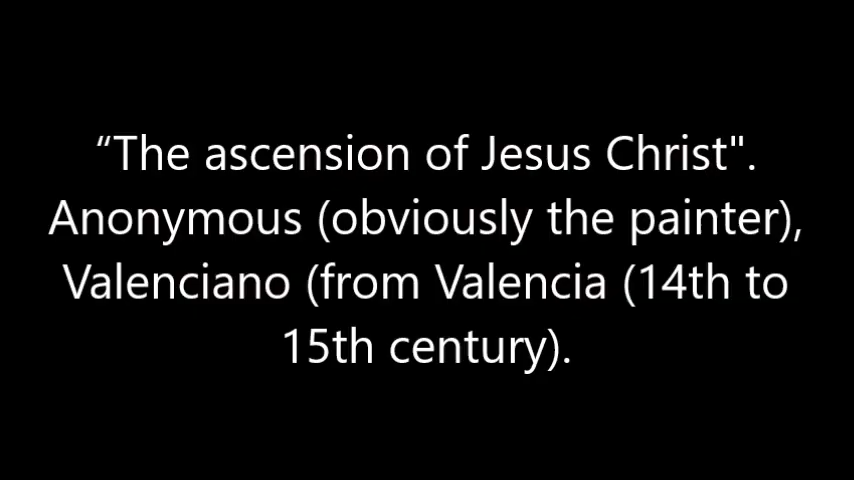 “The ascension of Jesus Christ".
Anonymous (obviously the painter),
Valenciano (from Valencia (14th to
15th century).